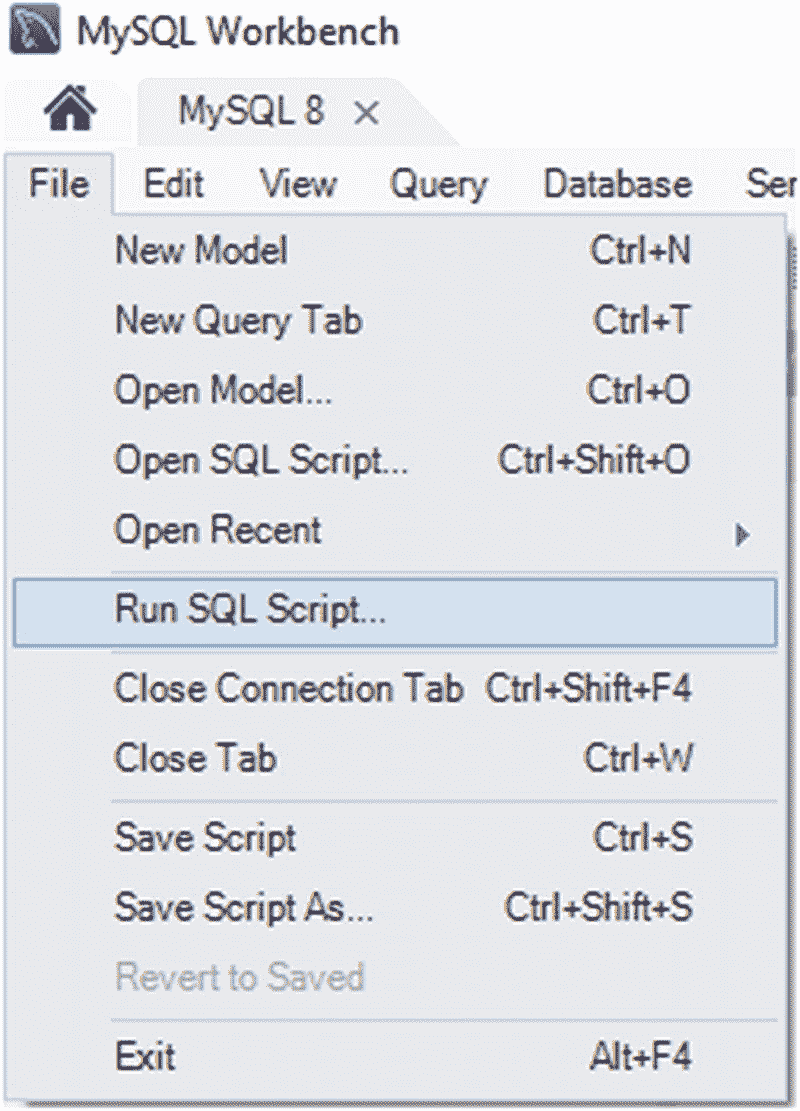 MySQL Workbench
MySQL 8 ×
File Edit View Query Database Ser
New Model Ctrl+N
New Query Tab Ctrl+T
Open Model... Ctrl+O
Open SQL Script... Ctrl+Shift+O
Open Recent
Run SQL Script...
Close Connection Tab Ctrl+Shift+F4
Close Tab Ctrl+W
Save Script Ctrl+S
Save Script As... Ctrl+Shift+S
Revert to Saved
Exit Alt+F4